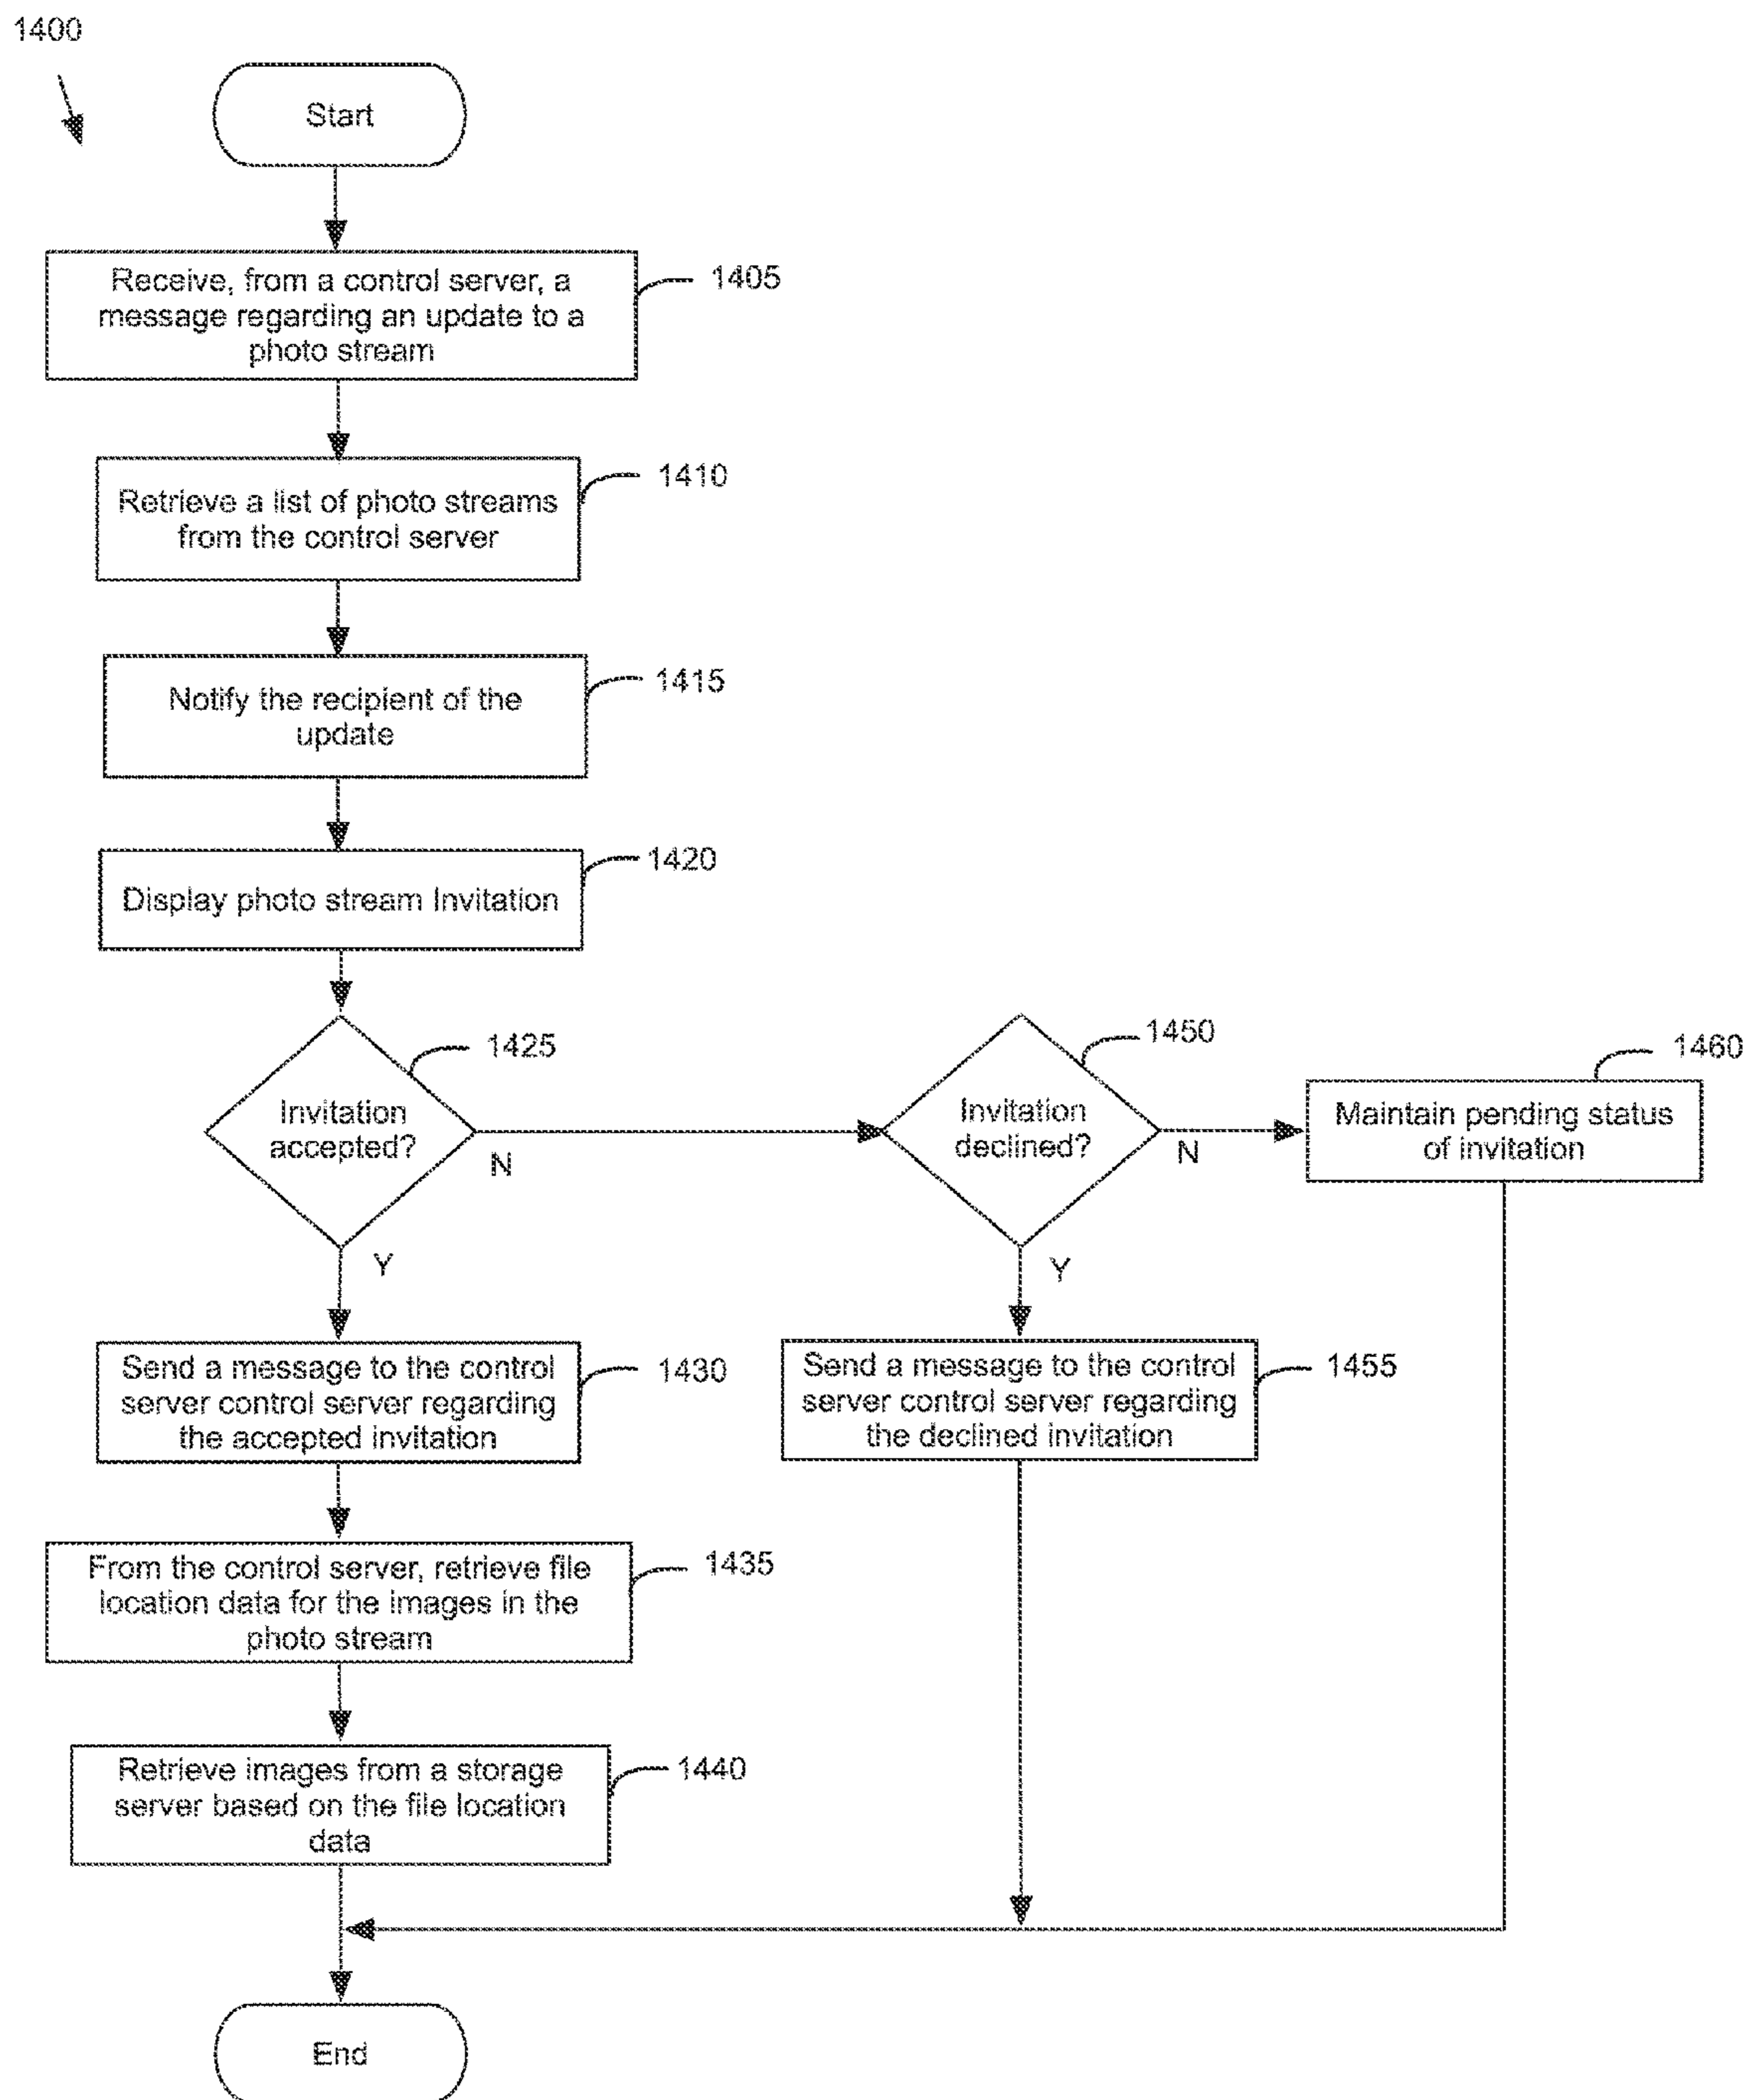 1400
Start
Receive, from a control server, a
message regarding an update to a
photo stream
1405
Retrieve a list of photo streams
from the control server
1410
Notify the recipient of the
update
1415
Display photo stream Invitation
1420
Invitation
accepted?
1425
N
Y
Invitation
declined?
1450
N
Y
Maintain pending status
of invitation
1460
Send a message to the control
server control server regarding
the accepted invitation
1430
Send a message to the control
server control server regarding
the declined invitation
1455
From the control server, retrieve file
location data for the images in the
photo stream
1435
Retrieve images from a storage
server based on the file location
data
1440
End